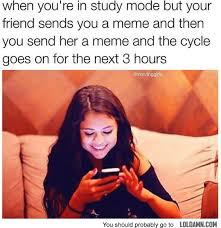 when you're in study mode but your
friend sends you a meme and then
you send her a meme and the cycle
goes on for the next 3 hours
You should probably go to LOLDAMN.COM